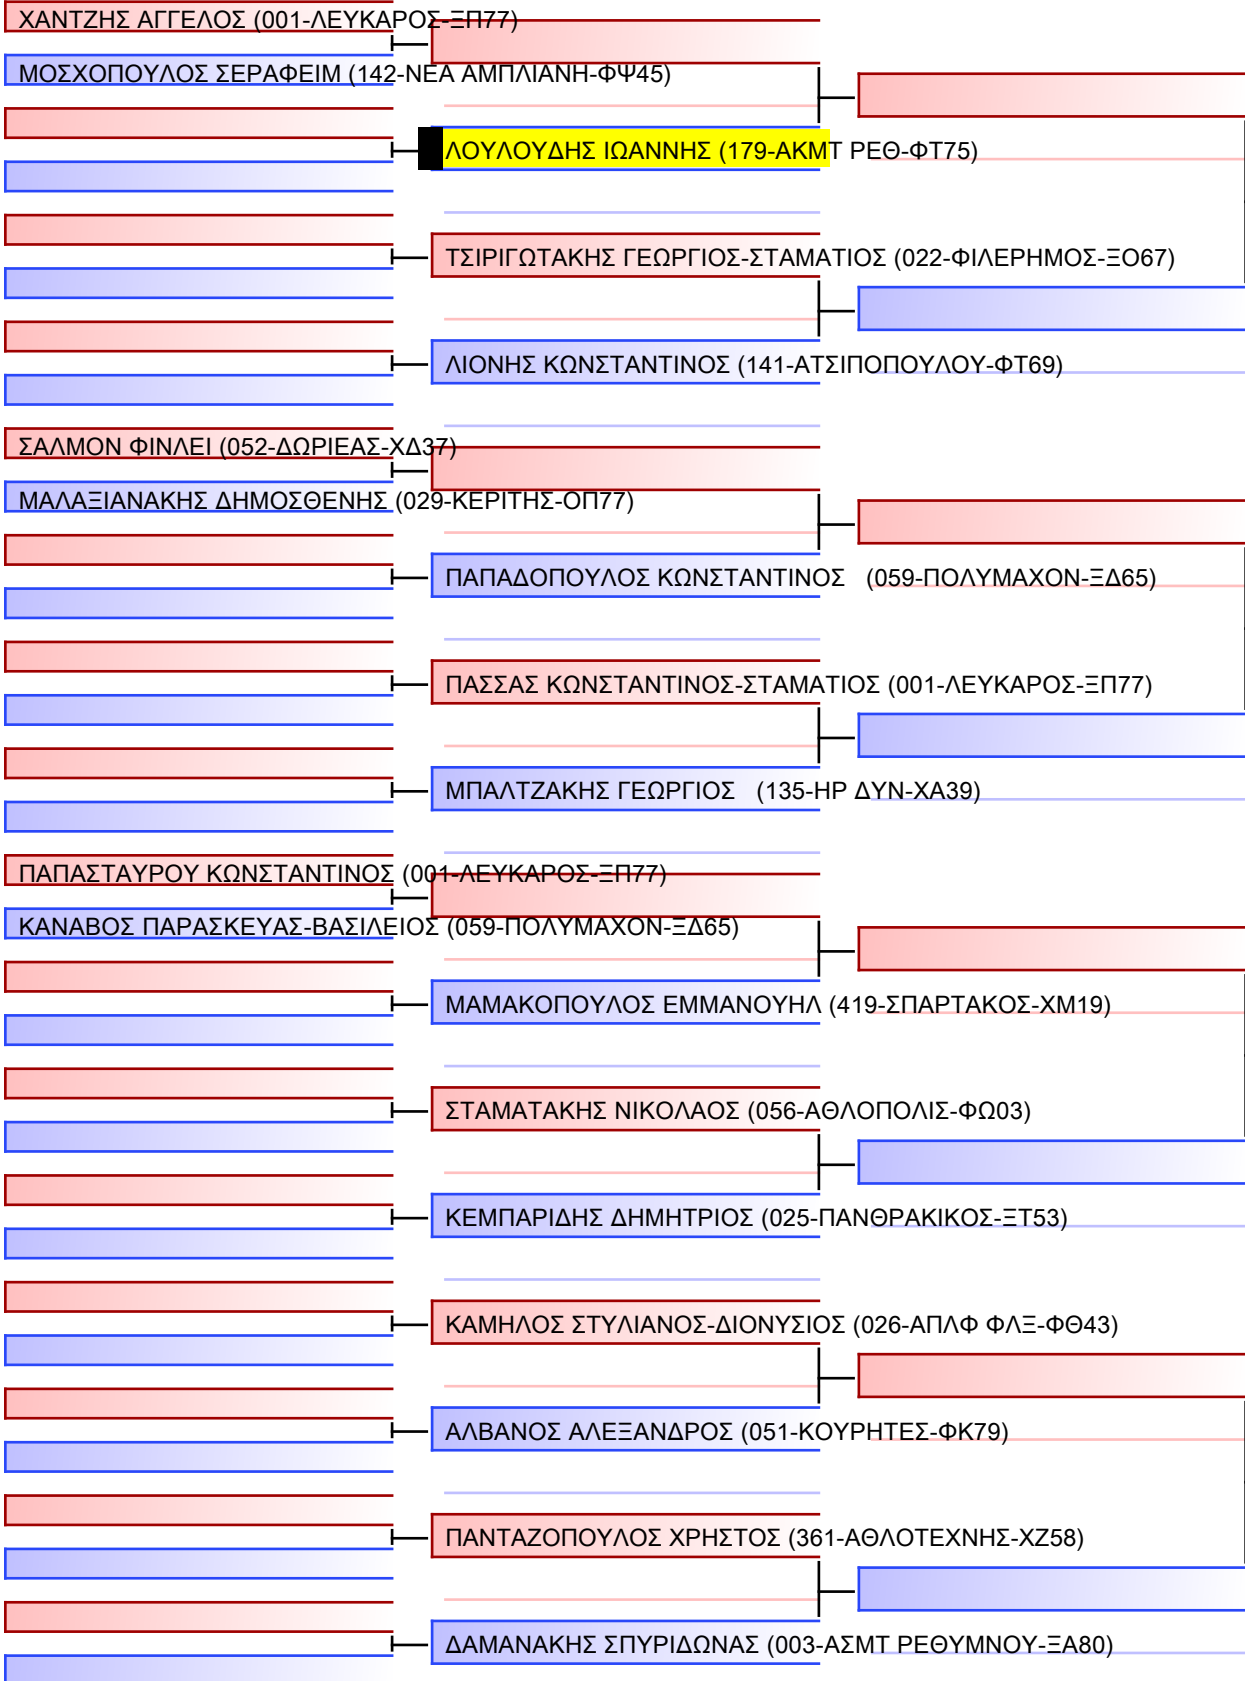 ΧΑΝΤΖΗΣ ΑΓΓΕΛΟΣ (001-ΛΕΥΚΑΡΟΣ-ΞΠ77)
ΜΟΣΧΟΠΟΥΛΟΣ ΣΕΡΑΦΕΙΜ (142-ΝΕΑ ΑΜΠΛΙΑΝΗ-ΦΨ45)
ΛΟΥΛΟΥΔΗΣ ΙΩΑΝΝΗΣ (179-ΑΚΜΤ ΡΕΘ-ΦΤ75)
ΤΣΙΡΙΓΩΤΑΚΗΣ ΓΕΩΡΓΙΟΣ-ΣΤΑΜΑΤΙΟΣ (022-ΦΙΛΕΡΗΜΟΣ-ΞΟ67)
ΛΙΟΝΗΣ ΚΩΝΣΤΑΝΤΙΝΟΣ (141-ΑΤΣΙΠΟΠΟΥΛΟΥ-ΦΤ69)
ΣΑΛΜΟΝ ΦΙΝΛΕΙ (052-ΔΩΡΙΕΑΣ-ΧΔ37)
ΜΑΛΑΞΙΑΝΑΚΗΣ ΔΗΜΟΣΘΕΝΗΣ (029-ΚΕΡΙΤΗΣ-ΟΠ77)
ΠΑΠΑΔΟΠΟΥΛΟΣ ΚΩΝΣΤΑΝΤΙΝΟΣ (059-ΠΟΛΥΜΑΧΟΝ-ΞΔ65)
ΠΑΣΣΑΣ ΚΩΝΣΤΑΝΤΙΝΟΣ-ΣΤΑΜΑΤΙΟΣ (001-ΛΕΥΚΑΡΟΣ-ΞΠ77)
ΜΠΑΛΤΖΑΚΗΣ ΓΕΩΡΓΙΟΣ (135-ΗΡ ΔΥΝ-ΧΑ39)
ΠΑΠΑΣΤΑΥΡΟΥ ΚΩΝΣΤΑΝΤΙΝΟΣ (001-ΛΕΥΚΑΡΟΣ-ΞΠ77)
ΚΑΝΑΒΟΣ ΠΑΡΑΣΚΕΥΑΣ-ΒΑΣΙΛΕΙΟΣ (059-ΠΟΛΥΜΑΧΟΝ-ΞΔ65)
ΜΑΜΑΚΟΠΟΥΛΟΣ ΕΜΜΑΝΟΥΗΛ (419-ΣΠΑΡΤΑΚΟΣ-ΧΜ19)
ΣΤΑΜΑΤΑΚΗΣ ΝΙΚΟΛΑΟΣ (056-ΑΘΛΟΠΟΛΙΣ-ΦΩ03)
ΚΕΜΠΑΡΙΔΗΣ ΔΗΜΗΤΡΙΟΣ (025-ΠΑΝΘΡΑΚΙΚΟΣ-ΞΤ53)
ΚΑΜΗΛΟΣ ΣΤΥΛΙΑΝΟΣ-ΔΙΟΝΥΣΙΟΣ (026-ΑΠΛΦ ΦΛΞ-ΦΘ43)
ΑΛΒΑΝΟΣ ΑΛΕΞΑΝΔΡΟΣ (051-ΚΟΥΡΗΤΕΣ-ΦΚ79)
ΠΑΝΤΑΖΟΠΟΥΛΟΣ ΧΡΗΣΤΟΣ (361-ΑΘΛΟΤΕΧΝΗΣ-ΧΖ58)
ΔΑΜΑΝΑΚΗΣ ΣΠΥΡΙΔΩΝΑΣ (003-ΑΣΜΤ ΡΕΘΥΜΝΟΥ-ΞΑ80)